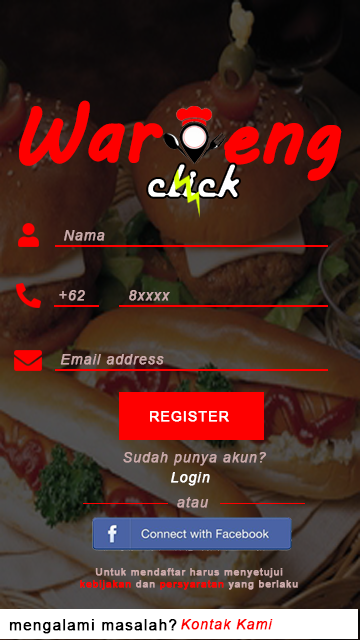 Waroeng
click
Nama
+62 8xxxx
Email address
REGISTER
Sudah punya akun?
Login
atau
f Connect with Facebook
Untuk mendaftar harus menyetujui
kebijakan dan persyaratan yang berlaku
mengalami masalah? Kontak Kami